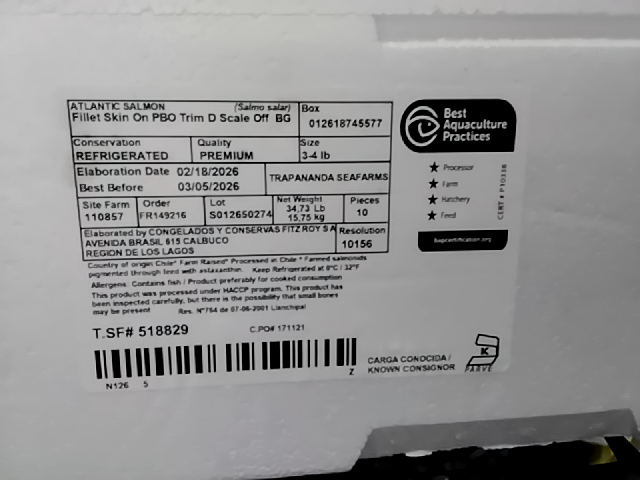 ATLANTIC SALMON (Salmo salar)
Fillet Skin On PBO Trim D Scale Off BG
Box
012618745577
Conservation
REFRIGERATED
Quality
PREMIUM
Size
3-4 lb
Elaboration Date 02/18/2026
Best Before 03/05/2026
TRAPANANDA SEAFARMS
Site Farm
110857
Order
FR149216
Lot
S012650274
Net Weight
34,73 Lb
15,75 kg
Pieces
10
Elaborated by CONGELADOS Y CONSERVAS FITZ ROY S A
AVENIDA BRASIL 615 CALBUCO
REGION DE LOS LAGOS
Resolution
10156
Country of origin Chile* Farm Raised* Processed in Chile * Farmed salmonids
pigmented through feed with astaxanthin. Keep Refrigerated at 0°C / 32°F
Allergens: Contains fish / Product preferably for cooked consumption
This product was processed under HACCP program. This product has
been inspected carefully, but there is the possibility that small bones
may be present Res. N°754 de 07-06-2001 Llanchipal
T.SF# 518829
C.PO# 171121
N126 5 Z
CARGA CONOCIDA /
KNOWN CONSIGNOR
K
PARVE
Best
Aquaculture
Practices
Processor
Farm
Hatchery
Feed
CERT # P10338
bapcertification.org